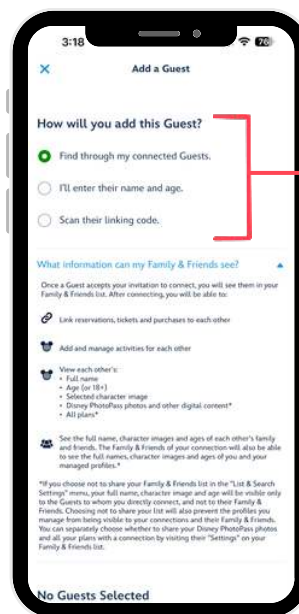 3:18
76
Add a Guest
How will you add this Guest?
Find through my connected Guests.
I'll enter their name and age.
Scan their linking code.
What information can my Family & Friends see?
Once a Guest accepts your invitation to connect, you will see them in your
Family & Friends list. After connecting, you will be able to:
Link reservations, tickets and purchases to each other
Add and manage activities for each other
View each other's:
• Full name
• Age (or 18+)
• Selected character image
• Disney PhotoPass photos and other digital content*
• All plans*
See the full name, character images and ages of each other's family
and friends. The Family & Friends of your connection will also be able
to see the full names, character images and ages of you and your
managed profiles.*
*If you choose not to share your Family & Friends list in the "List & Search
Settings" menu, your full name, character image and age will be visible only
to the Guests to whom you directly connect, and not to their Family &
Friends. Choosing not to share your list will also prevent the profiles you
manage from being visible to your connections and their Family & Friends.
You can separately choose whether to share your Disney PhotoPass photos
and all your plans with a connection by visiting their "Settings" on your
Family & Friends list.
No Guests Selected